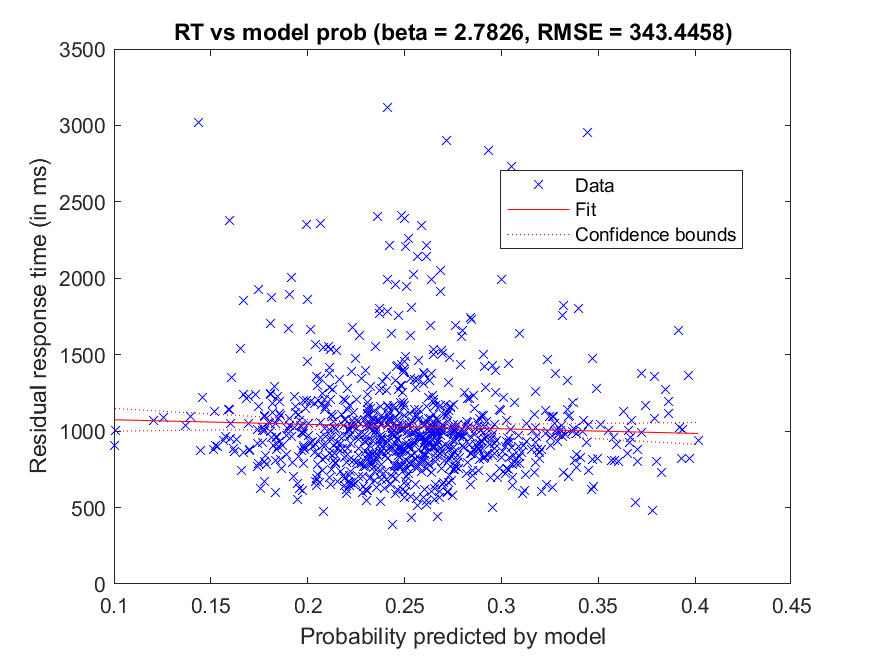 RT vs model prob (beta = 2.7826, RMSE = 343.4458)
3500
3000
2500
2000
1500
1000
500
0
Residual response time (in ms)
Data
Fit
Confidence bounds
0.1 0.15 0.2 0.25 0.3 0.35 0.4 0.45
Probability predicted by model